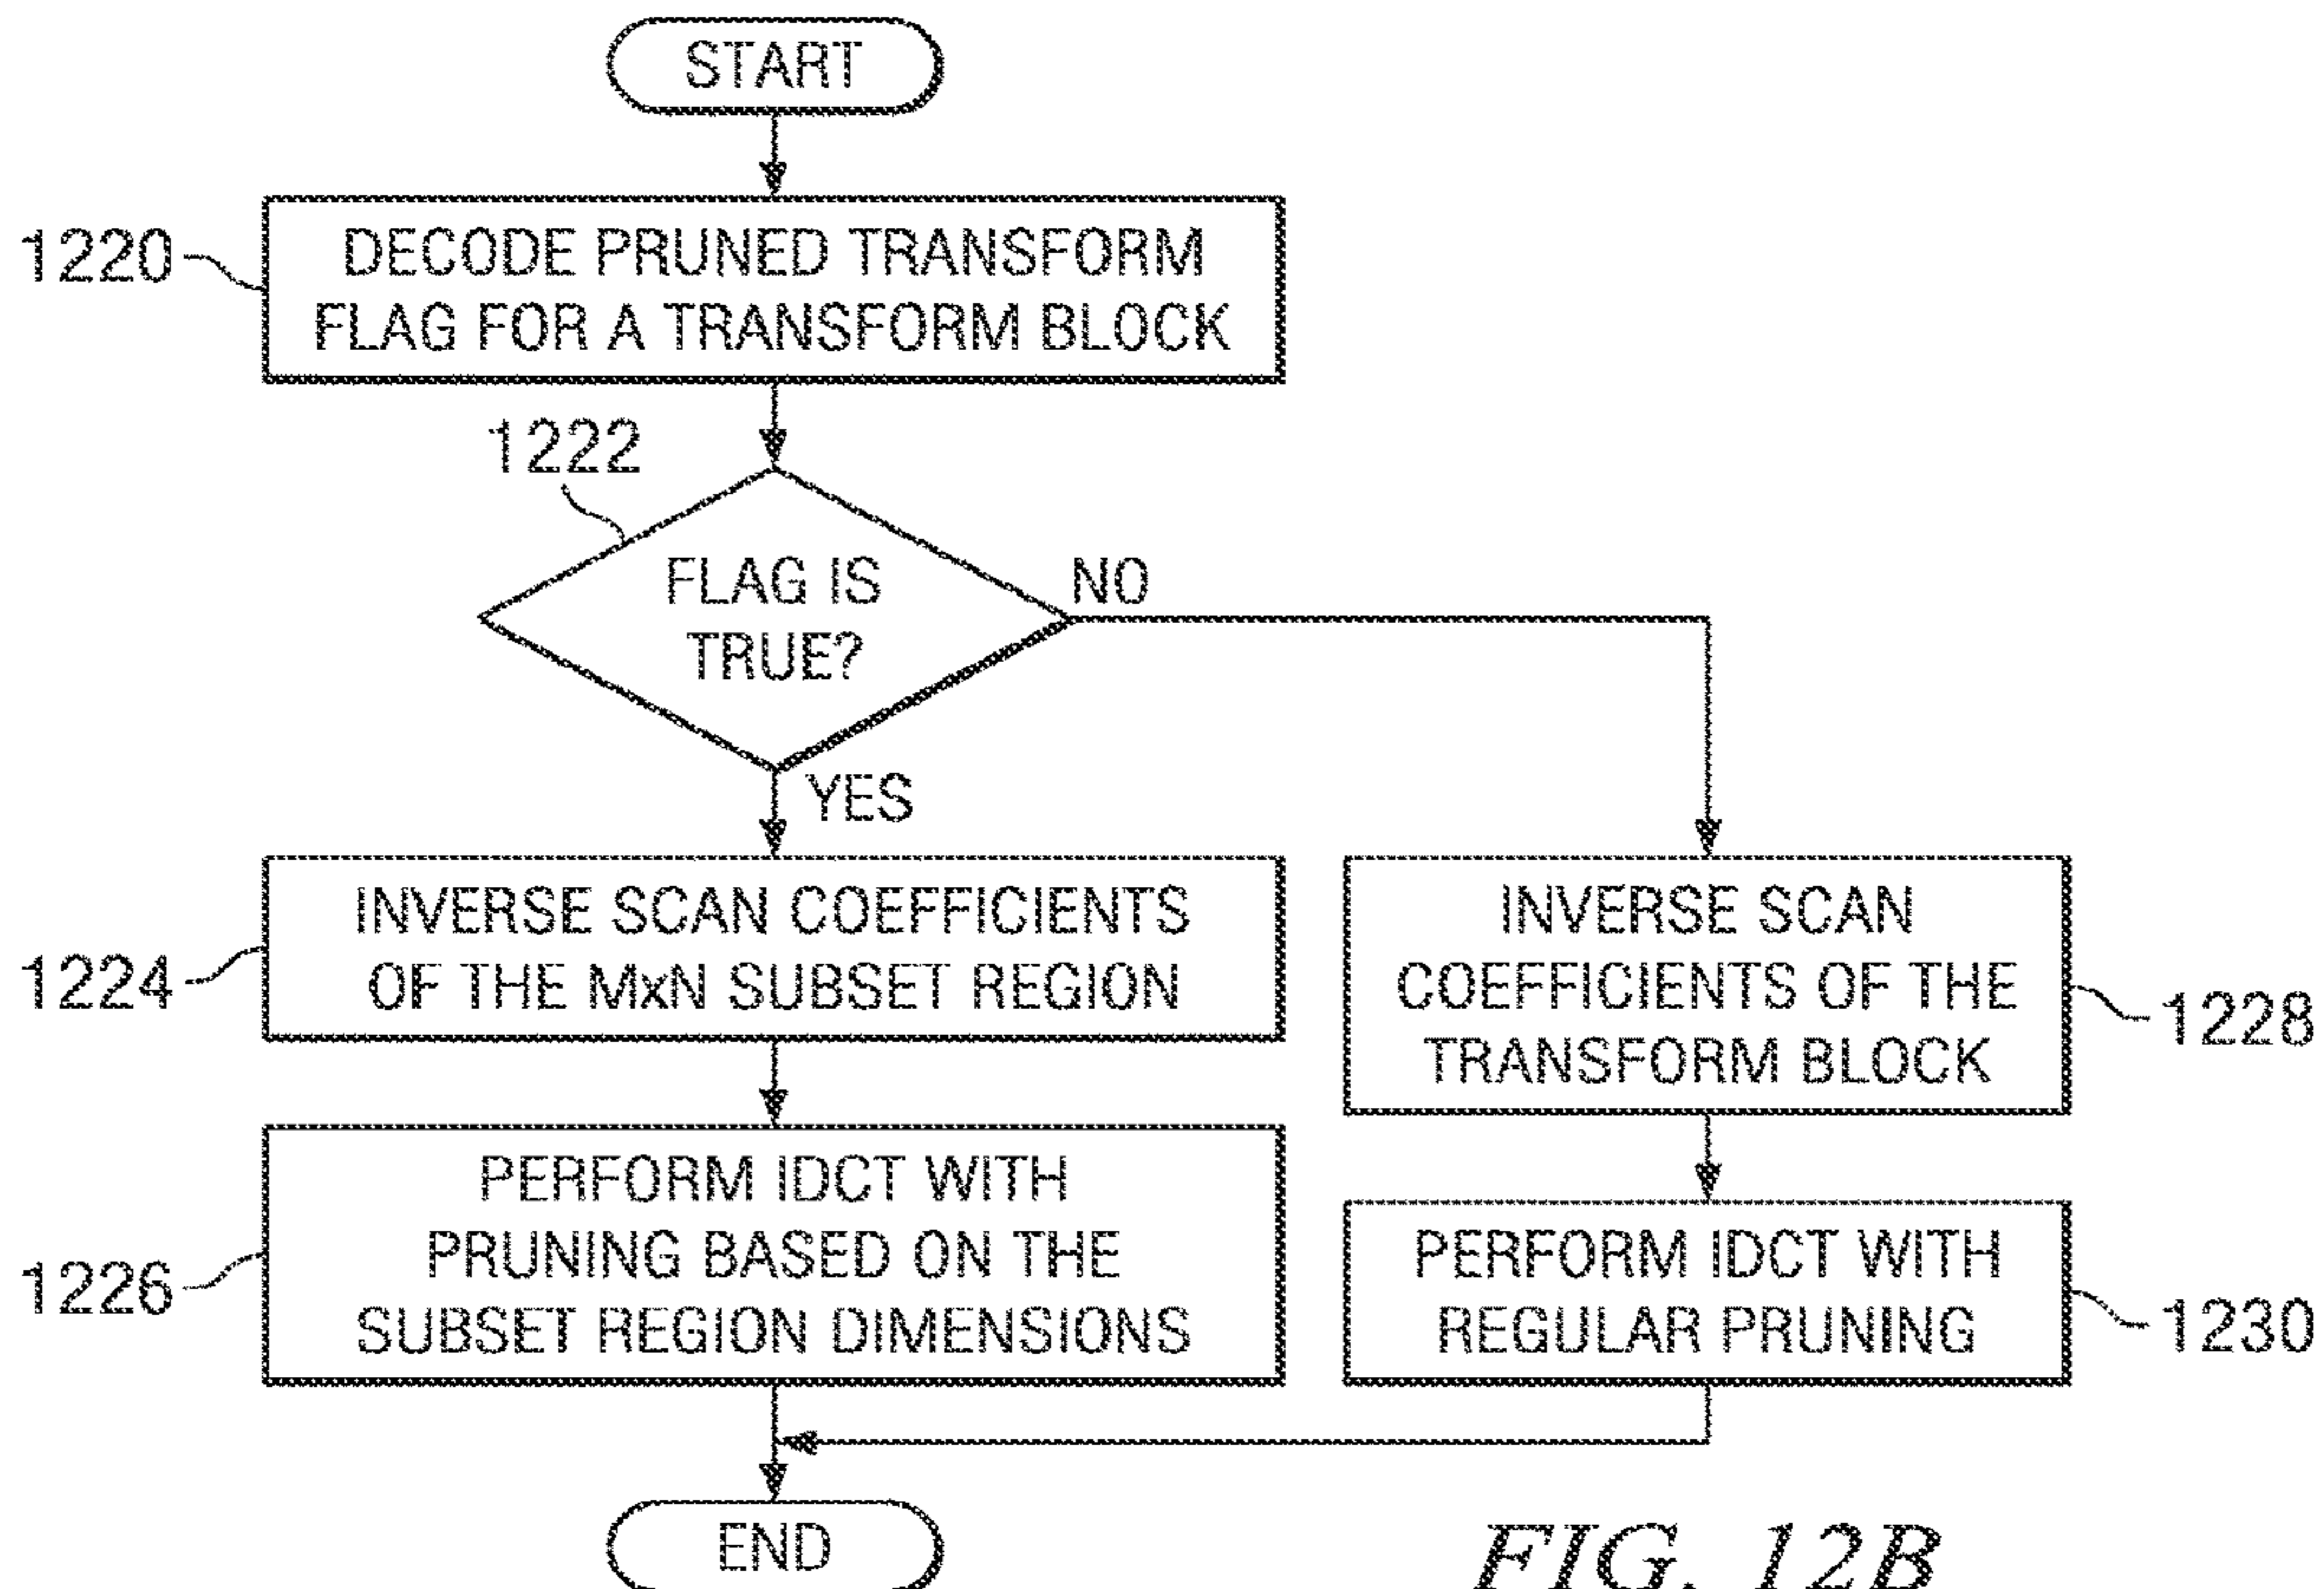 START
1220
DECODE PRUNED TRANSFORM
FLAG FOR A TRANSFORM BLOCK
1222
FLAG IS
TRUE?
NO
YES
1224
INVERSE SCAN COEFFICIENTS
OF THE MxN SUBSET REGION
INVERSE SCAN
COEFFICIENTS OF THE
TRANSFORM BLOCK
1228
1226
PERFORM IDCT WITH
PRUNING BASED ON THE
SUBSET REGION DIMENSIONS
PERFORM IDCT WITH
REGULAR PRUNING
1230
END
FIG. 12B